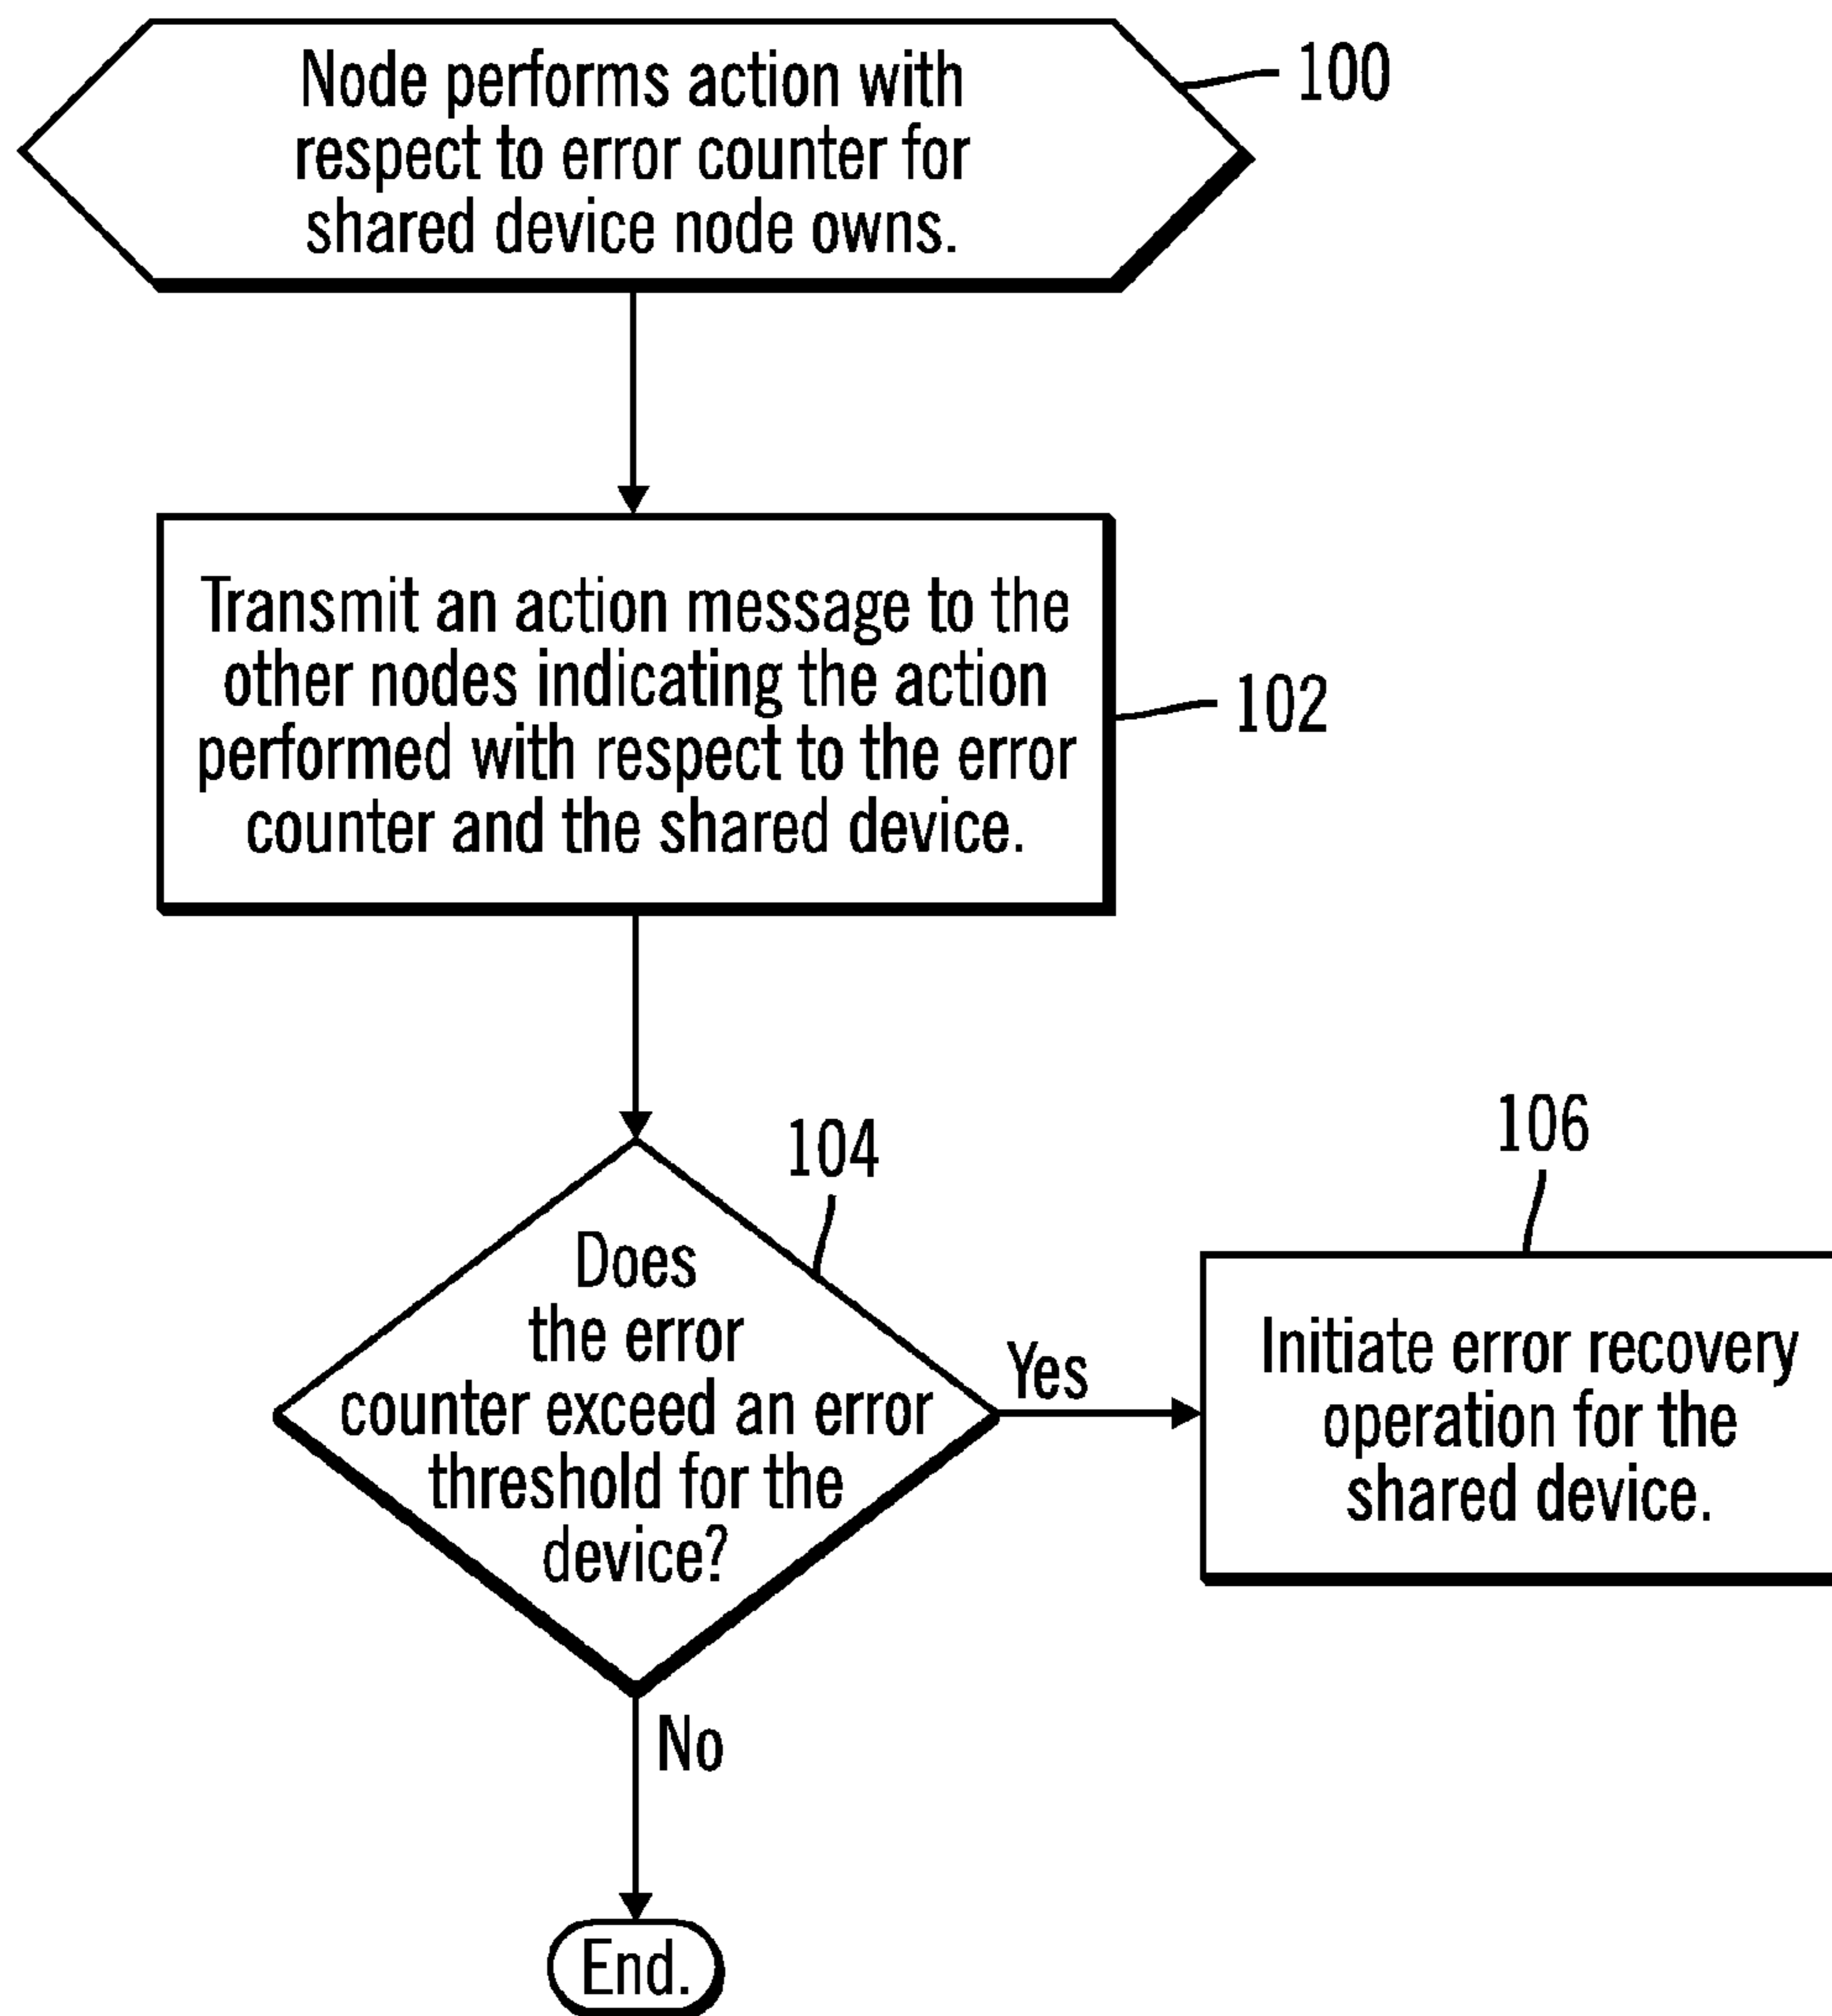 Node performs action with
respect to error counter for
shared device node owns.
100
Transmit an action message to the
other nodes indicating the action
performed with respect to the error
counter and the shared device.
102
104
Does
the error
counter exceed an error
threshold for the
device?
Yes
106
Initiate error recovery
operation for the
shared device.
No
End.